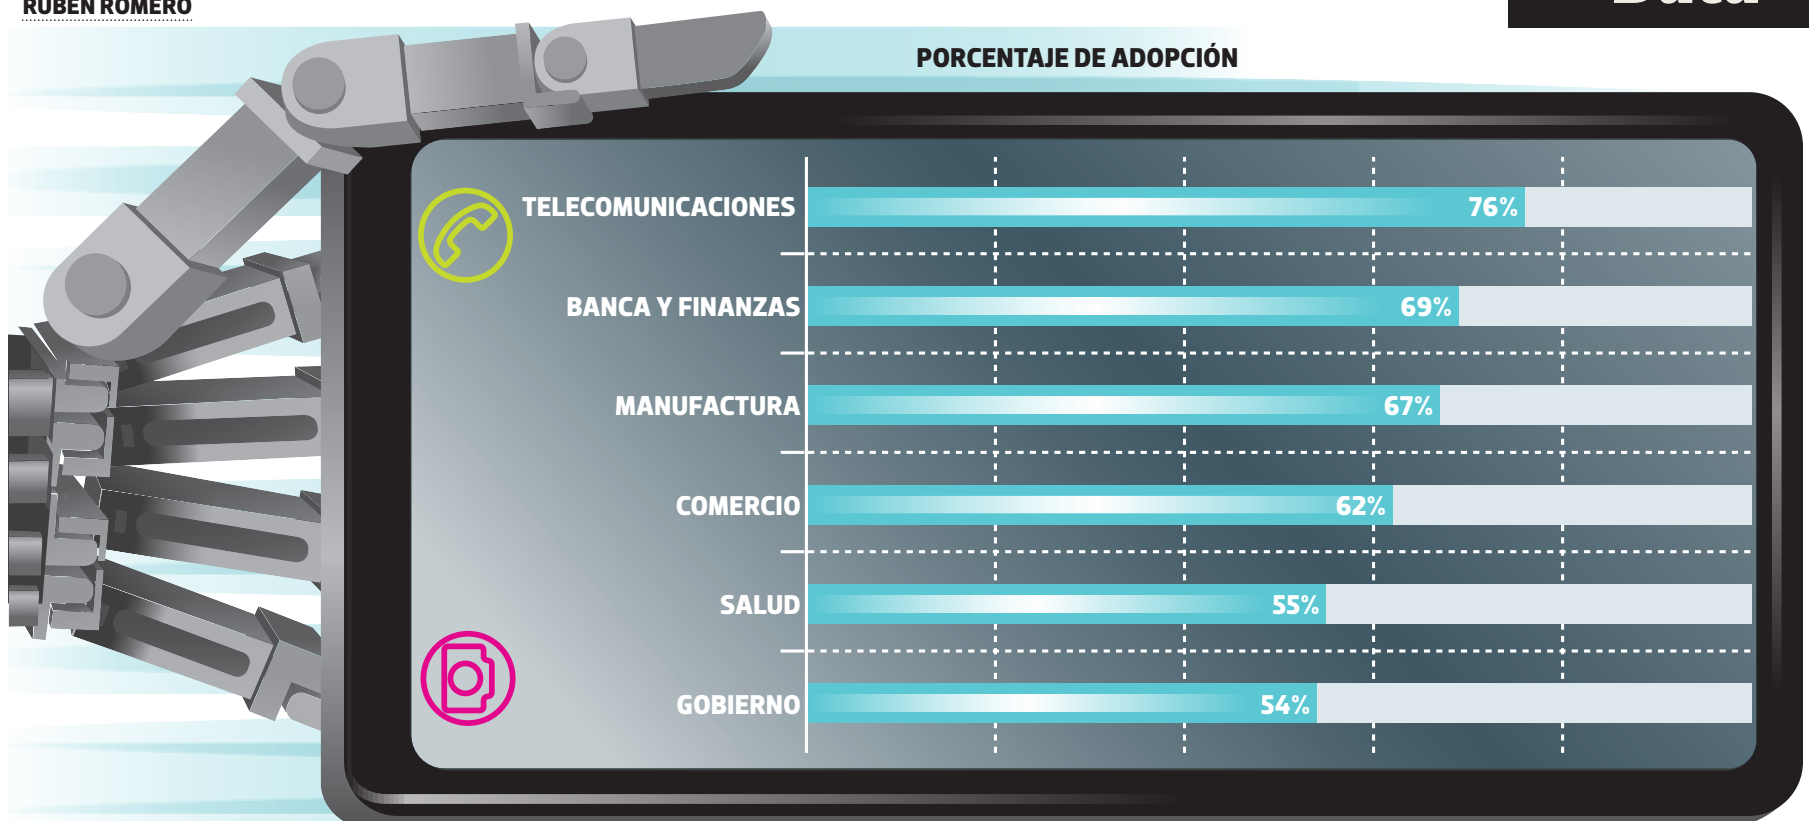 RUBÉN ROMERO
PORCENTAJE DE ADOPCIÓN
TELECOMUNICACIONES 76%
BANCA Y FINANZAS 69%
MANUFACTURA 67%
COMERCIO 62%
SALUD 55%
GOBIERNO 54%